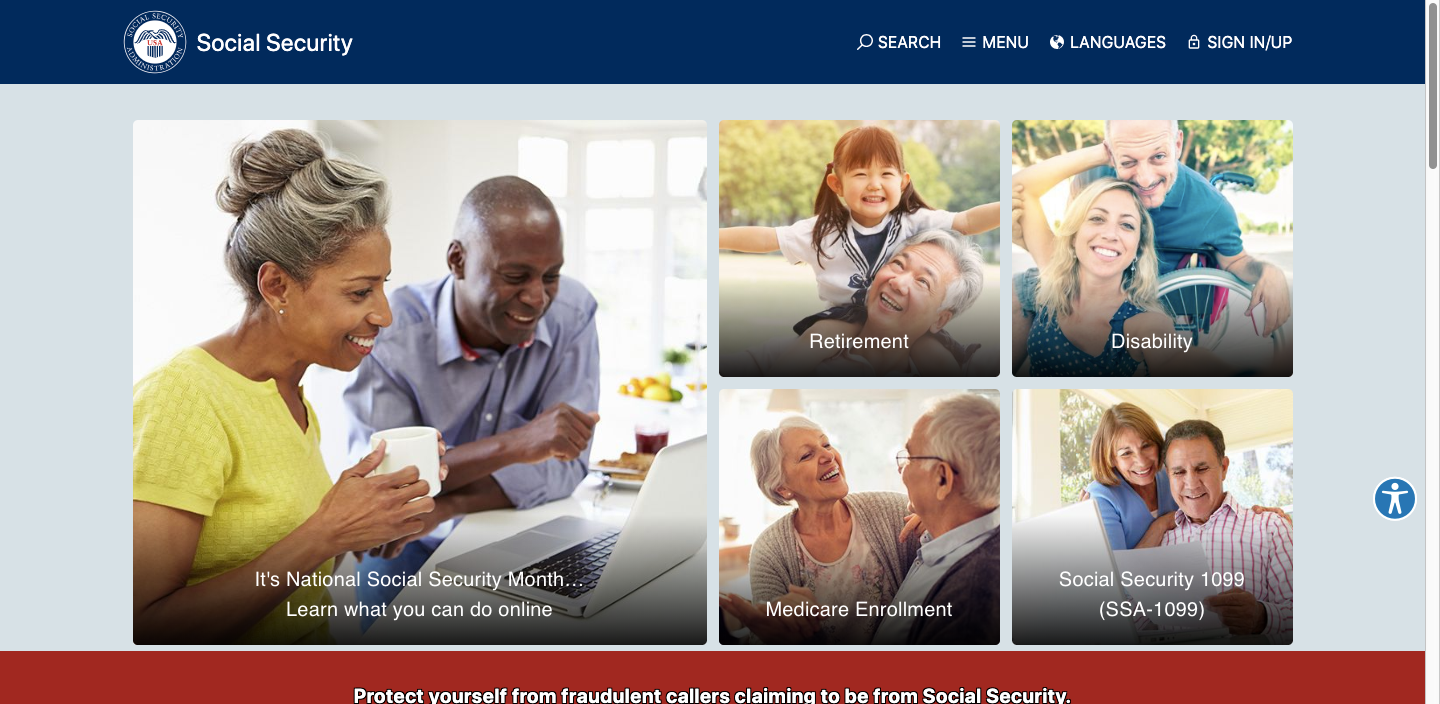 SOCIAL SECURITY ADMINISTRATION
USA
Social Security
SEARCH
MENU
LANGUAGES
SIGN IN/UP
Retirement
Disability
It's National Social Security Month...
Learn what you can do online
Medicare Enrollment
Social Security 1099
(SSA-1099)
Protect yourself from fraudulent callers claiming to be from Social Security.